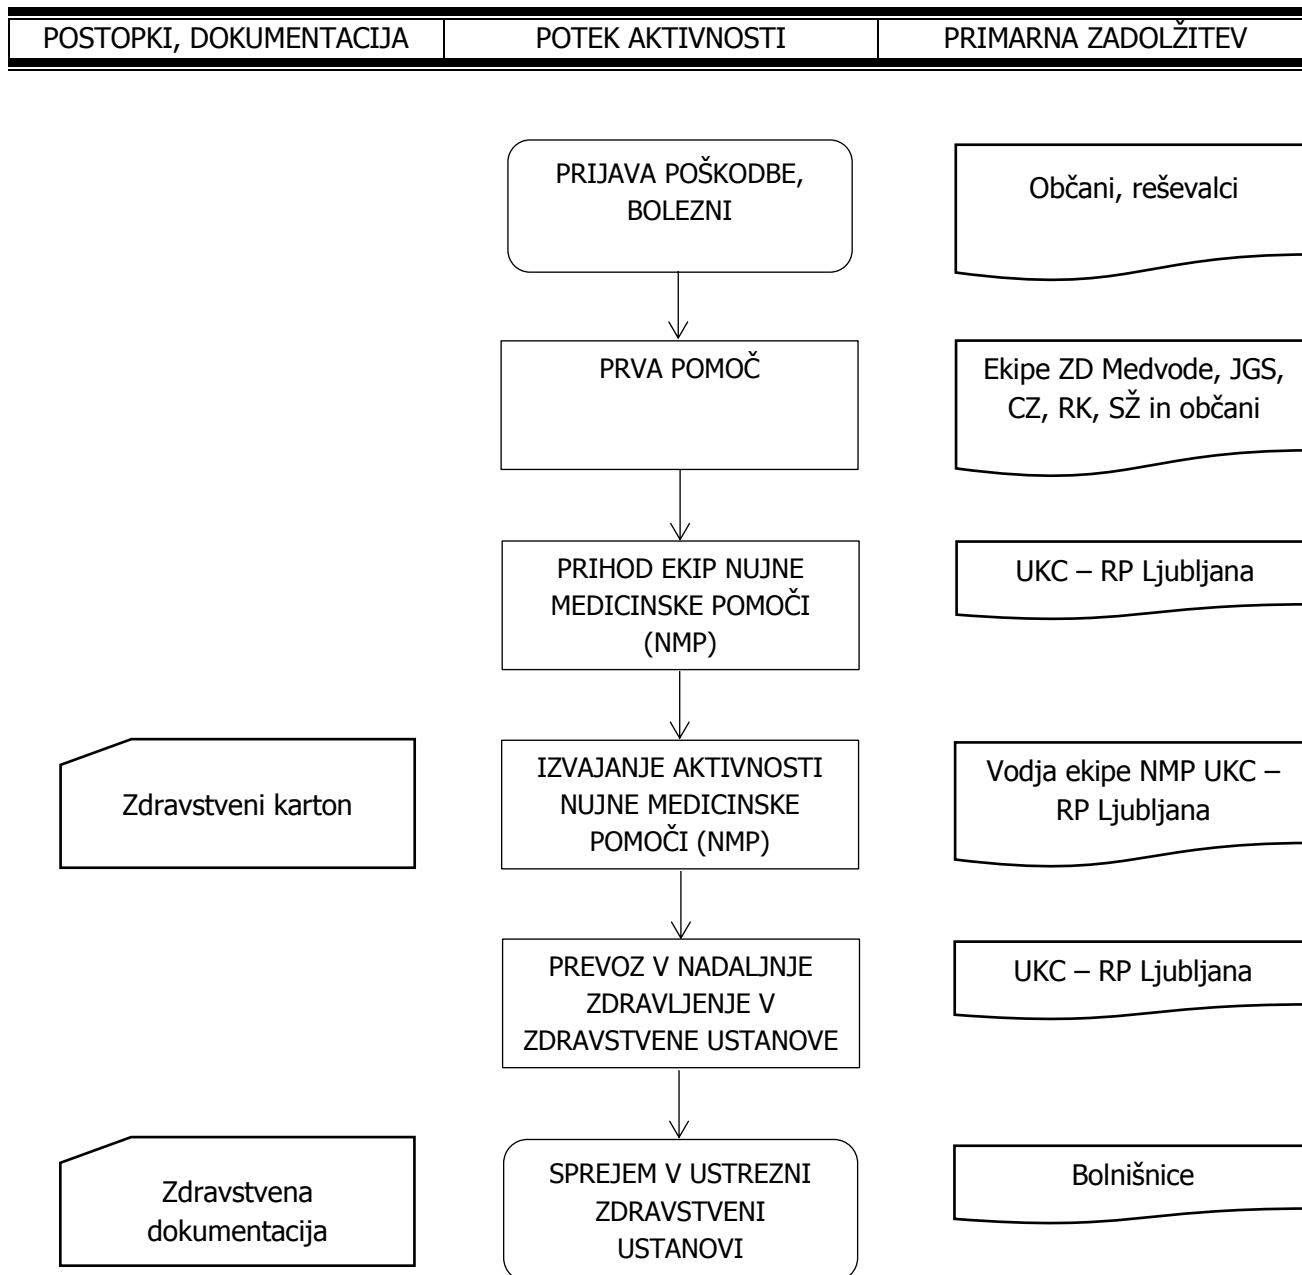 POSTOPKI, DOKUMENTACIJA
POTEK AKTIVNOSTI
PRIMARNA ZADOLŽITEV
PRIJAVA POŠKODBE,
BOLEZNI
Občani, reševalci
PRVA POMOČ
Ekipe ZD Medvode, JGS,
CZ, RK, SŽ in občani
PRIHOD EKIP NUJNE
MEDICINSKE POMOČI
(NMP)
UKC – RP Ljubljana
Zdravstveni karton
IZVAJANJE AKTIVNOSTI
NUJNE MEDICINSKE
POMOČI (NMP)
Vodja ekipe NMP UKC –
RP Ljubljana
PREVOZ V NADALJNJE
ZDRAVLJENJE V
ZDRAVSTVENE USTANOVE
UKC – RP Ljubljana
Zdravstvena
dokumentacija
SPREJEM V USTREZNI
ZDRAVSTVENI
USTANOVI
Bolnišnice